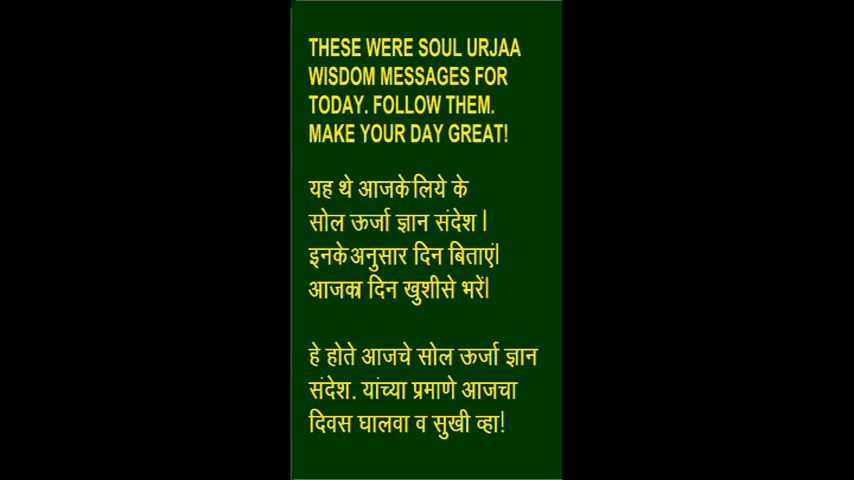 THESE WERE SOUL URJAA
WISDOM MESSAGES FOR
TODAY. FOLLOW THEM.
MAKE YOUR DAY GREAT!
यह थे आजके लिये के
सोल ऊर्जा ज्ञान संदेश |
इनके अनुसार दिन बिताएं|
आजका दिन खुशीसे भरें|
हे होते आजचे सोल ऊर्जा ज्ञान
संदेश. यांच्या प्रमाणे आजचा
दिवस घालवा व सुखी व्हा!